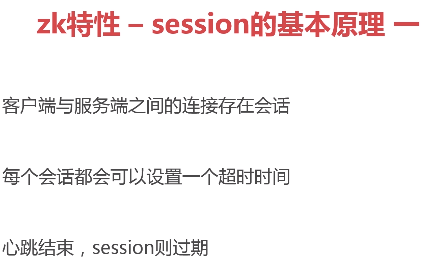 zk特性 – session的基本原理 一
客户端与服务端之间的连接存在会话
每个会话都会可以设置一个超时时间
心跳结束，session则过期